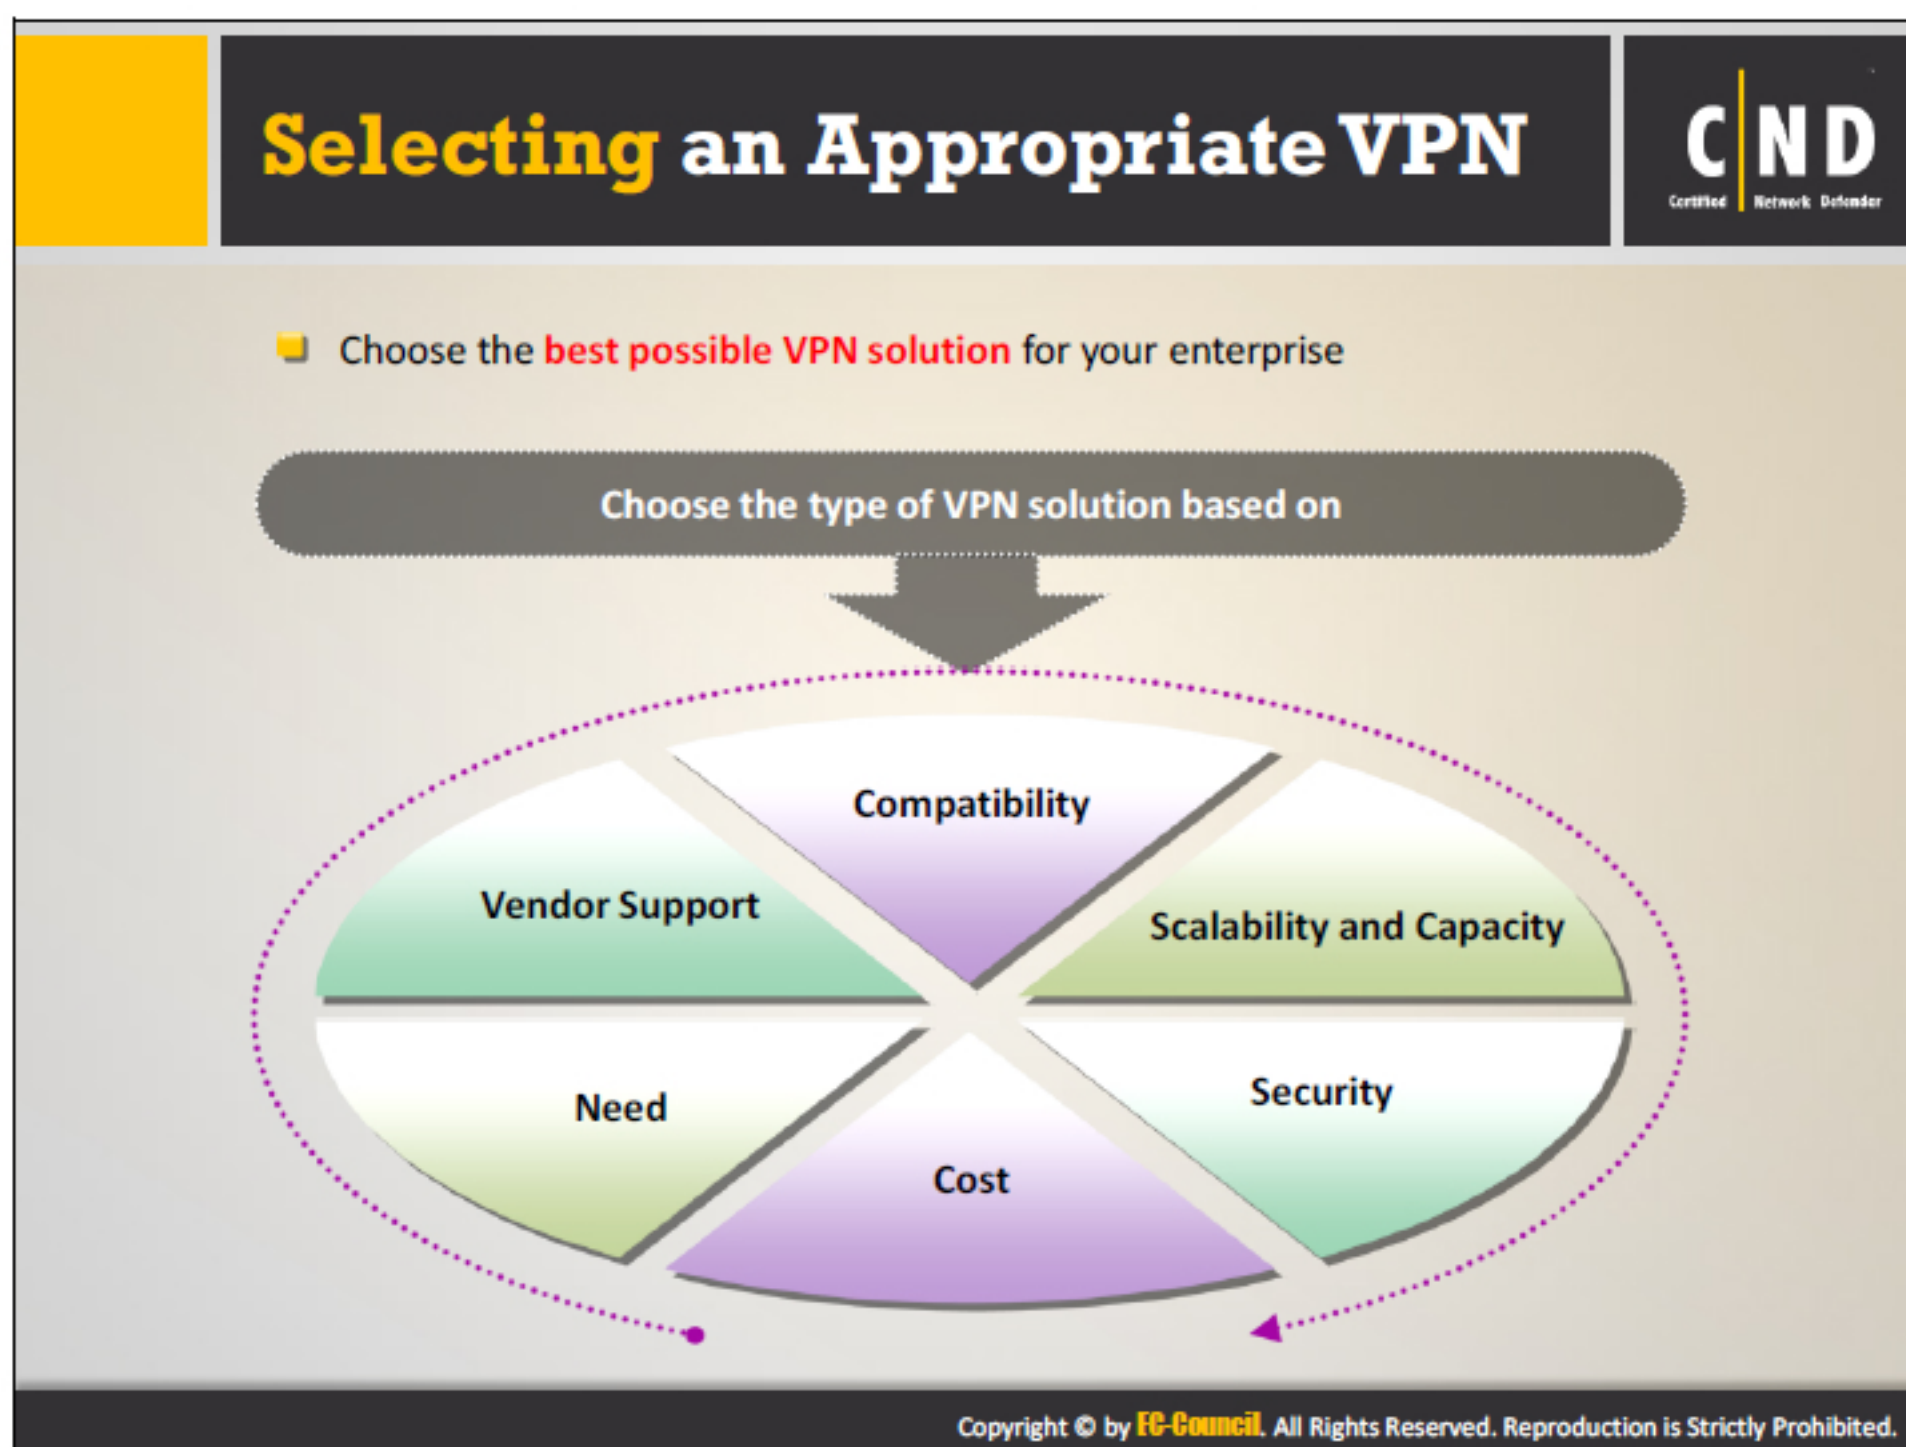 Selecting an Appropriate VPN
C|ND
Certified Network Defender
Choose the best possible VPN solution for your enterprise
Choose the type of VPN solution based on
Compatibility
Vendor Support
Scalability and Capacity
Need
Security
Cost
Copyright © by EC-Council. All Rights Reserved. Reproduction is Strictly Prohibited.